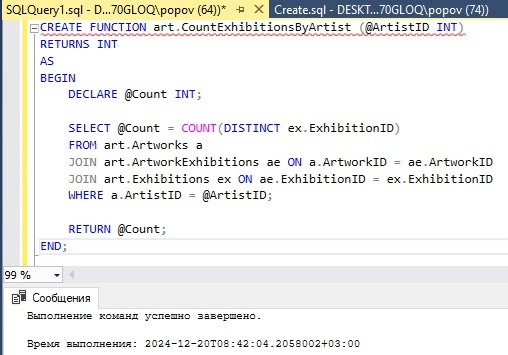 SQLQuery1.sql - D...70GLOQ\popov (64))* Create.sql - DESKT...70GLOQ\popov (74))
CREATE FUNCTION art.CountExhibitionsByArtist (@ArtistID INT)
RETURNS INT
AS
BEGIN
DECLARE @Count INT;
SELECT @Count = COUNT(DISTINCT ex.ExhibitionID)
FROM art.Artworks a
JOIN art.ArtworkExhibitions ae ON a.ArtworkID = ae.ArtworkID
JOIN art.Exhibitions ex ON ae.ExhibitionID = ex.ExhibitionID
WHERE a.ArtistID = @ArtistID;
RETURN @Count;
END;
99 %
Сообщения
Выполнение команд успешно завершено.
Время выполнения: 2024-12-20T08:42:04.2058002+03:00